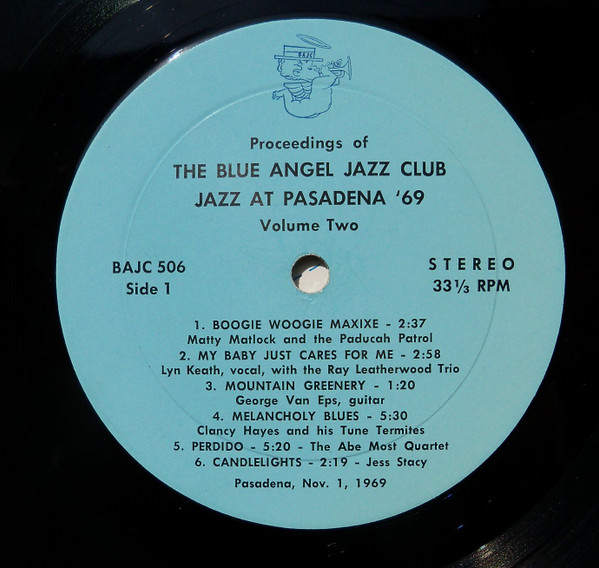 BAJC
Proceedings of
THE BLUE ANGEL JAZZ CLUB
JAZZ AT PASADENA '69
Volume Two
BAJC 506
Side 1
STEREO
33 1/3 RPM
1. BOOGIE WOOGIE MAXIXE - 2:37
Matty Matlock and the Paducah Patrol
2. MY BABY JUST CARES FOR ME - 2:58
Lyn Keath, vocal, with the Ray Leatherwood Trio
3. MOUNTAIN GREENERY - 1:20
George Van Eps, guitar
4. MELANCHOLY BLUES - 5:30
Clancy Hayes and his Tune Termites
5. PERDIDO - 5:20 - The Abe Most Quartet
6. CANDLELIGHTS - 2:19 - Jess Stacy
Pasadena, Nov. 1, 1969